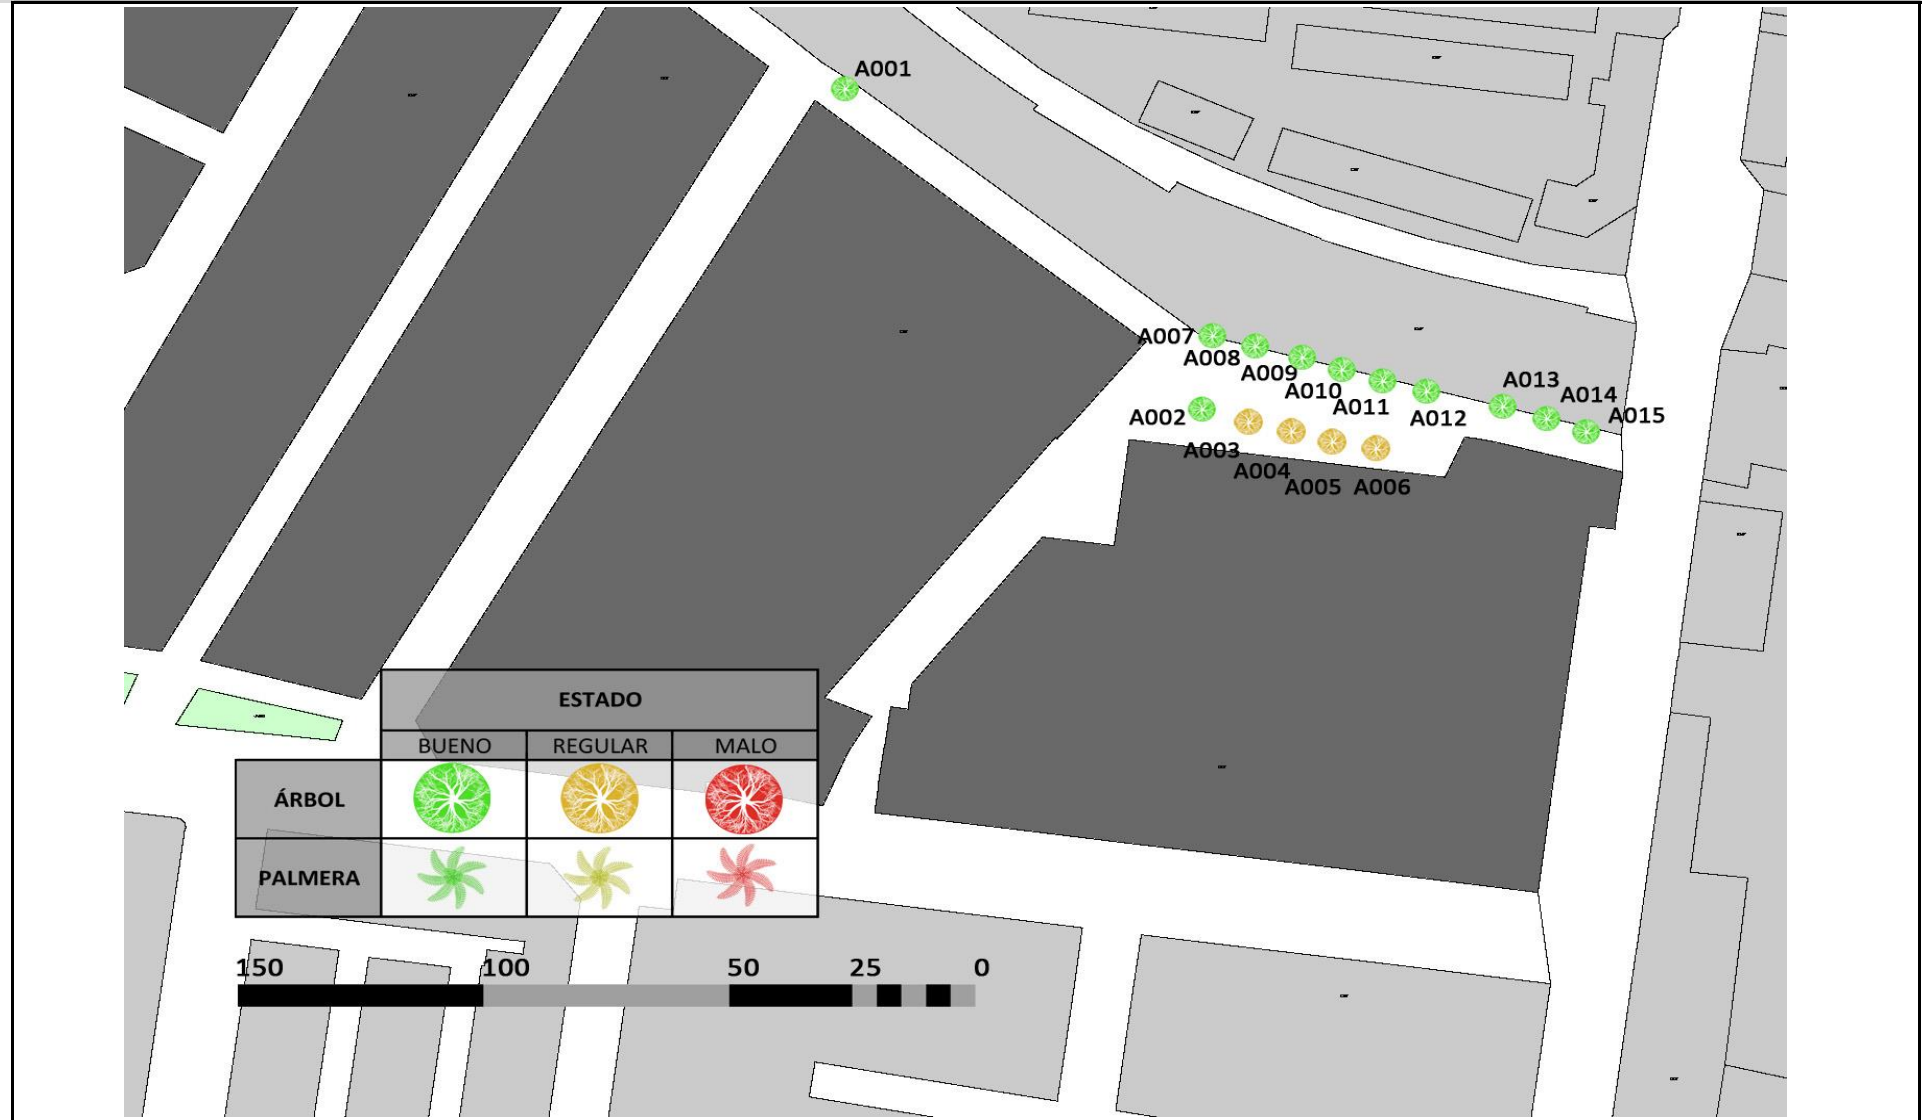 A001
A007
A008
A009
A010
A011
A012
A013
A014
A015
A002
A003
A004
A005
A006
ESTADO
BUENO REGULAR MALO
ÁRBOL
PALMERA
150 100 50 25 0